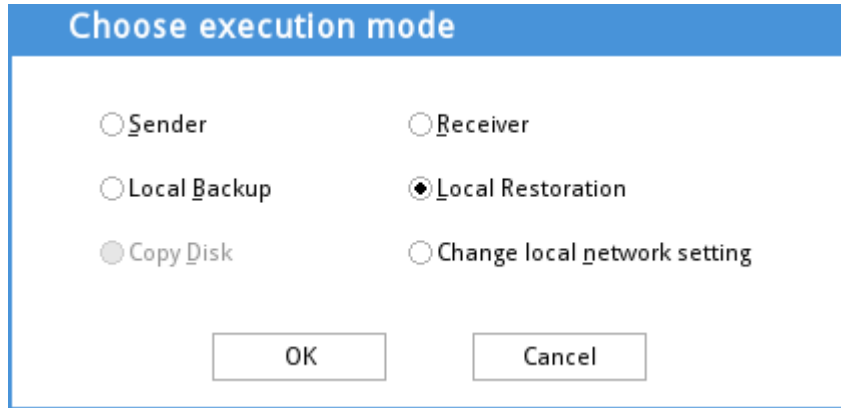 Choose execution mode
Sender
Receiver
Local Backup
Local Restoration
Copy Disk
Change local network setting
OK
Cancel